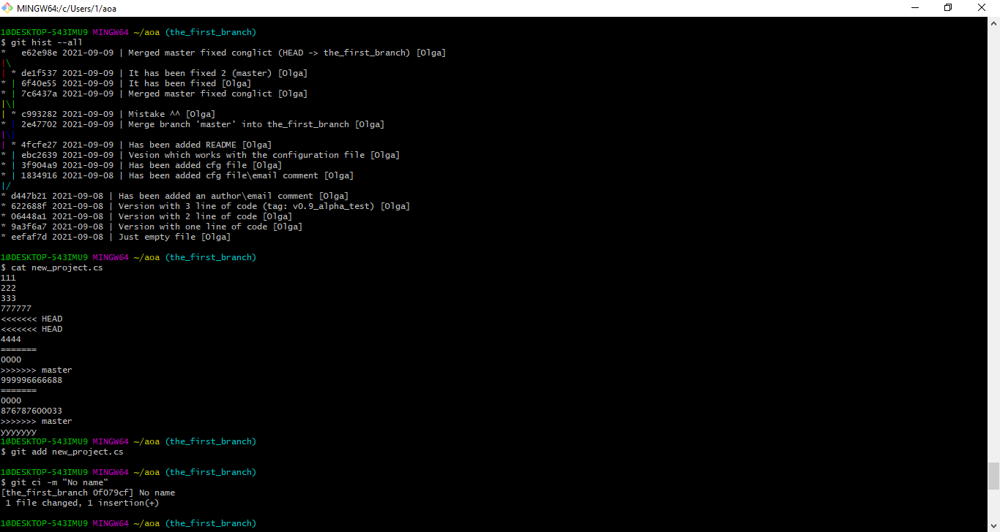 MINGW64:/c/Users/1/aoa
1@DESKTOP-543IMU9 MINGW64 ~/aoa (the_first_branch)
$ git hist --all
*   e62e98e 2021-09-09 | Merged master fixed conglict (HEAD -> the_first_branch) [Olga]
|\
| * de1f537 2021-09-09 | It has been fixed 2 (master) [Olga]
* | 6f40e55 2021-09-09 | It has been fixed [Olga]
* | 7c6437a 2021-09-09 | Merged master fixed conglict [Olga]
|\|
| * c993282 2021-09-09 | Mistake ^^ [Olga]
* | 2e47702 2021-09-09 | Merge branch 'master' into the_first_branch [Olga]
|\|
| * 4fcfe27 2021-09-09 | Has been added README [Olga]
* | ebc2639 2021-09-09 | Vesion which works with the configuration file [Olga]
* | 3f904a9 2021-09-09 | Has been added cfg file [Olga]
* | 1834916 2021-09-08 | Has been added cfg file\email comment [Olga]
|/
* d447b21 2021-09-08 | Has been added an author\email comment [Olga]
* 622688f 2021-09-08 | Version with 3 line of code (tag: v0.9_alpha_test) [Olga]
* 06448a1 2021-09-08 | Version with 2 line of code [Olga]
* 9a3f6a7 2021-09-08 | Version with one line of code [Olga]
* eefaf7d 2021-09-08 | Just empty file [Olga]
1@DESKTOP-543IMU9 MINGW64 ~/aoa (the_first_branch)
$ cat new_project.cs
111
222
333
777777
<<<<<<< HEAD
<<<<<<< HEAD
4444
=======
0000
>>>>>>> master
999996666688
=======
0000
876787600033
>>>>>>> master
yyyyyyy
1@DESKTOP-543IMU9 MINGW64 ~/aoa (the_first_branch)
$ git add new_project.cs
1@DESKTOP-543IMU9 MINGW64 ~/aoa (the_first_branch)
$ git ci -m "No name"
[the_first_branch 0f079cf] No name
 1 file changed, 1 insertion(+)
1@DESKTOP-543IMU9 MINGW64 ~/aoa (the_first_branch)